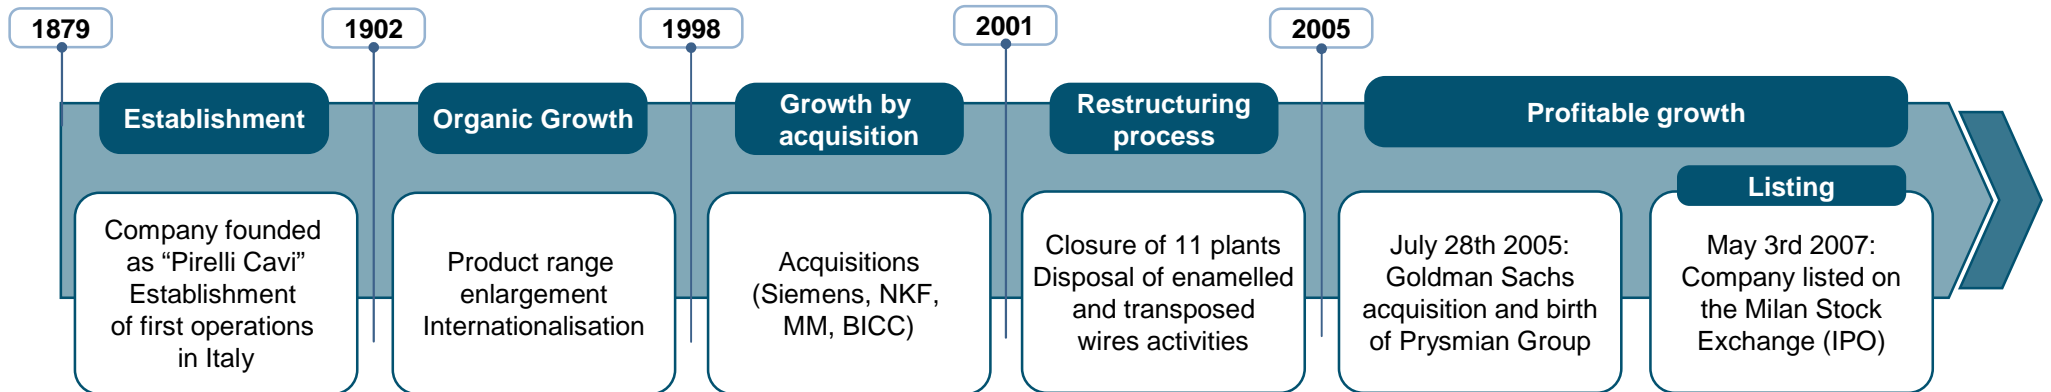 1879
1902
1998
2001
2005
Establishment
Organic Growth
Growth by
acquisition
Restructuring
process
Profitable growth
Listing
Company founded
as “Pirelli Cavi”
Establishment
of first operations
in Italy
Product range
enlargement
Internationalisation
Acquisitions
(Siemens, NKF,
MM, BICC)
Closure of 11 plants
Disposal of enamelled
and transposed
wires activities
July 28th 2005:
Goldman Sachs
acquisition and birth
of Prysmian Group
May 3rd 2007:
Company listed on
the Milan Stock
Exchange (IPO)